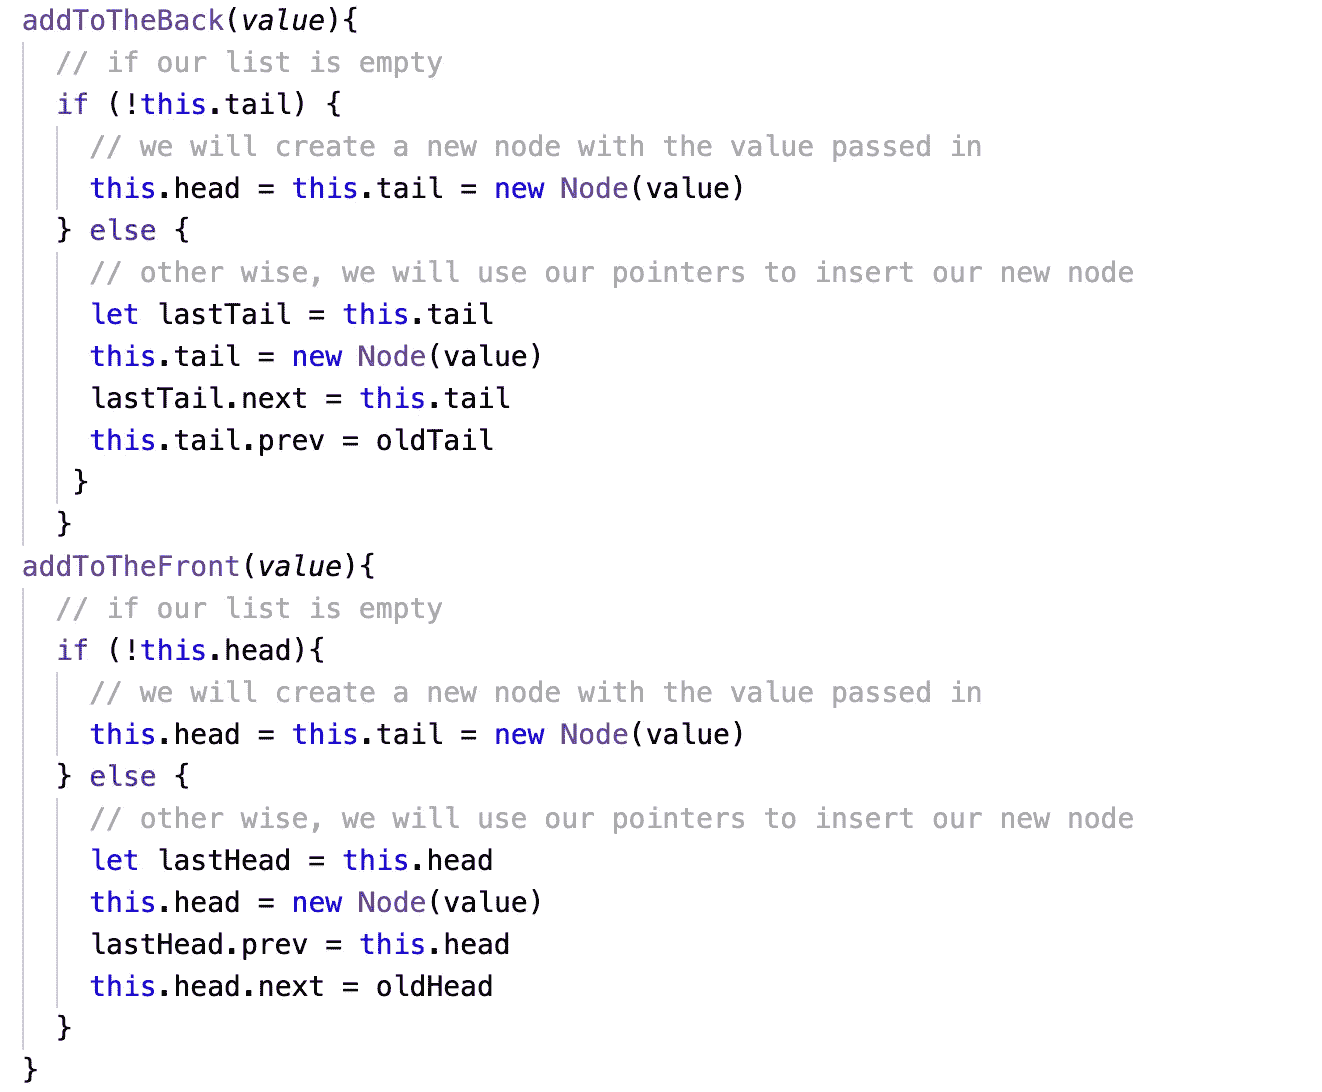 addToTheBack(value){
// if our list is empty
if (!this.tail) {
// we will create a new node with the value passed in
this.head = this.tail = new Node(value)
} else {
// other wise, we will use our pointers to insert our new node
let lastTail = this.tail
this.tail = new Node(value)
lastTail.next = this.tail
this.tail.prev = oldTail
}
}
addToTheFront(value){
// if our list is empty
if (!this.head){
// we will create a new node with the value passed in
this.head = this.tail = new Node(value)
} else {
// other wise, we will use our pointers to insert our new node
let lastHead = this.head
this.head = new Node(value)
lastHead.prev = this.head
this.head.next = oldHead
}
}